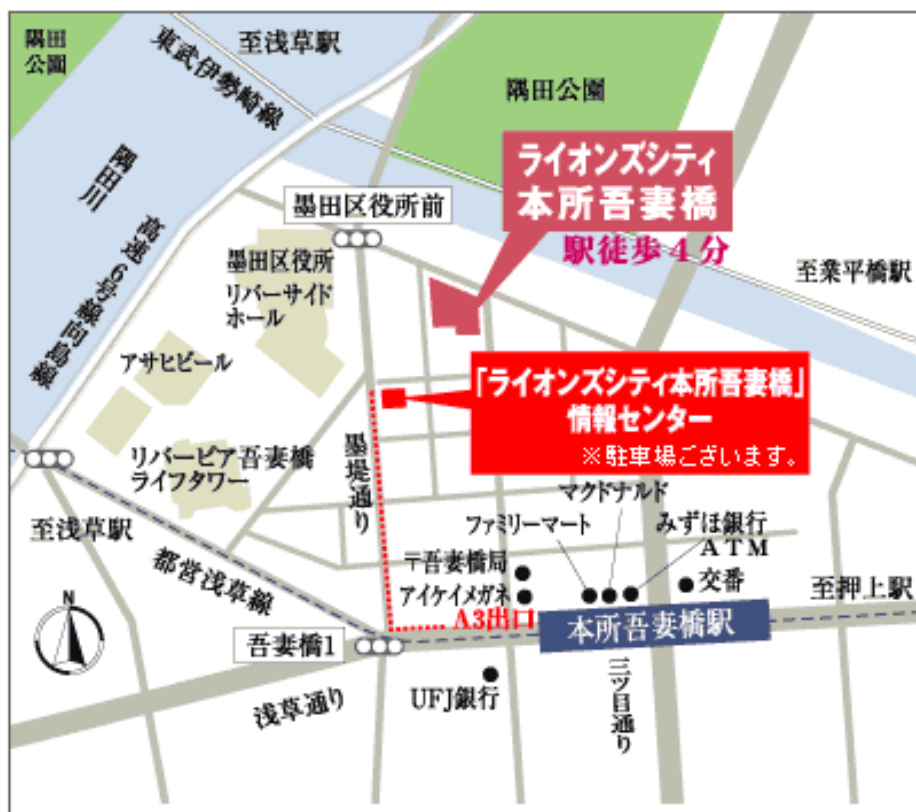 隅田
公園
至浅草駅
東武伊勢崎線
隅田公園
ライオンズシティ
本所吾妻橋
駅徒歩4分
隅田川
高速6号線向島線
墨田区役所前
墨田区役所
リバーサイド
ホール
至業平橋駅
アサヒビール
「ライオンズシティ本所吾妻橋」
情報センター
※駐車場ございます。
リバーピア吾妻橋
ライフタワー
墨堤通り
至浅草駅
都営浅草線
マクドナルド
ファミリーマート
みずほ銀行
ATM
〒吾妻橋局
アイケイメガネ
交番
至押上駅
A3出口
本所吾妻橋駅
N
吾妻橋1
浅草通り
UFJ銀行
三ツ目通り